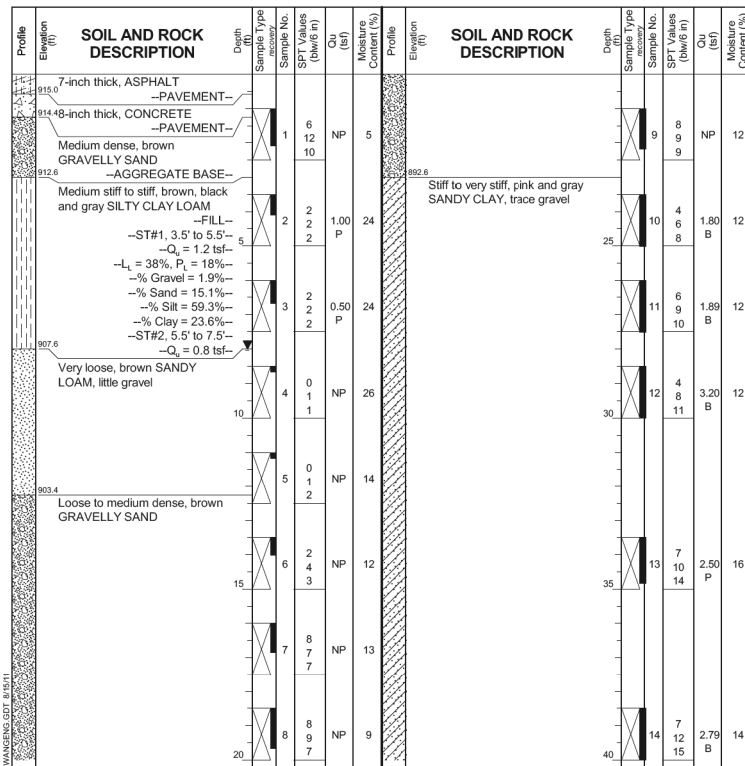 Profile
Elevation (ft)
SOIL AND ROCK DESCRIPTION
Depth (ft)
Sample Type
recovery
Sample No.
SPT Values (blw/6 in)
Qu (tsf)
Moisture Content (%)
Profile
Elevation (ft)
SOIL AND ROCK DESCRIPTION
Depth (ft)
Sample Type
recovery
Sample No.
SPT Values (blw/6 in)
Qu (tsf)
Moisture Content (%)
7-inch thick, ASPHALT
915.0 --PAVEMENT--
914.4 8-inch thick, CONCRETE
--PAVEMENT--
Medium dense, brown
GRAVELLY SAND
912.6 --AGGREGATE BASE--
1 6 12 10 NP 5
Medium stiff to stiff, brown, black
and gray SILTY CLAY LOAM
--FILL--
--ST#1, 3.5' to 5.5'--
5
--Qu = 1.2 tsf--
--LL = 38%, PL = 18%--
--% Gravel = 1.9%--
--% Sand = 15.1%--
--% Silt = 59.3%--
--% Clay = 23.6%--
--ST#2, 5.5' to 7.5'--
907.6 --Qu = 0.8 tsf--
2 2 2 2 1.00 P 24
3 2 2 2 0.50 P 24
Very loose, brown SANDY
LOAM, little gravel
4 0 1 1 NP 26
10
5 0 1 2 NP 14
903.4
Loose to medium dense, brown
GRAVELLY SAND
6 2 4 3 NP 12
15
7 8 7 7 NP 13
8 8 9 7 NP 9
20
9 8 9 9 NP 12
892.6
Stiff to very stiff, pink and gray
SANDY CLAY, trace gravel
10 4 6 8 1.80 B 12
25
11 6 9 10 1.89 B 12
12 4 8 11 3.20 B 12
30
13 7 10 14 2.50 P 16
35
14 7 12 15 2.79 B 14
40
WANGENG.GDT 8/15/11